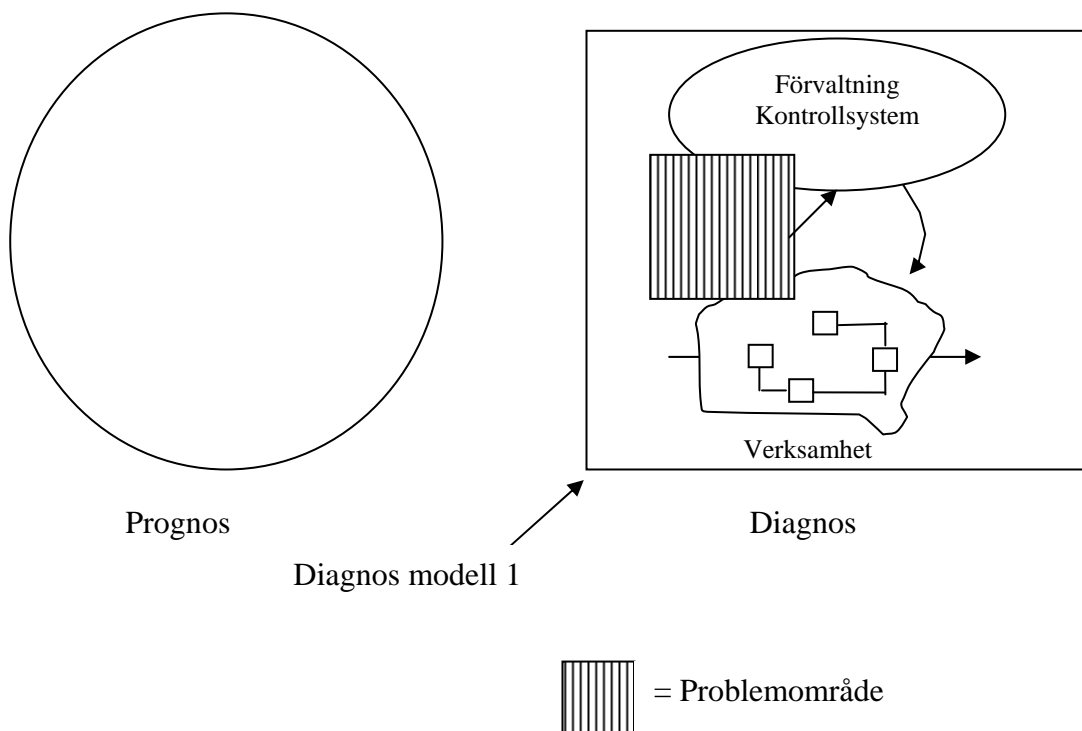 Förvaltning
Kontrollsystem
Verksamhet
Prognos
Diagnos
Diagnos modell 1
= Problemområde